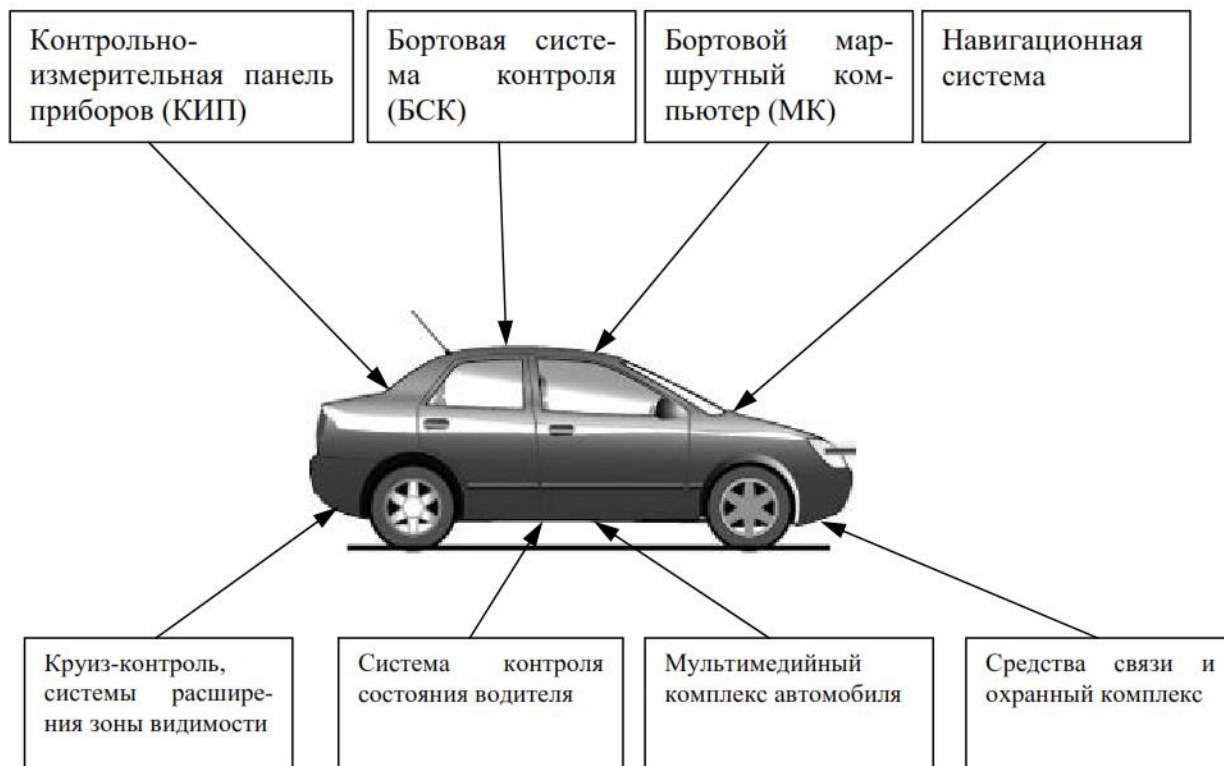 Контрольно-
измерительная панель
приборов (КИП)
Бортовая систе-
ма контроля
(БСК)
Бортовой мар-
шрутный ком-
пьютер (МК)
Навигационная
система
Круиз-контроль,
системы расшире-
ния зоны видимости
Система контроля
состояния водителя
Мультимедийный
комплекс автомобиля
Средства связи и
охранный комплекс